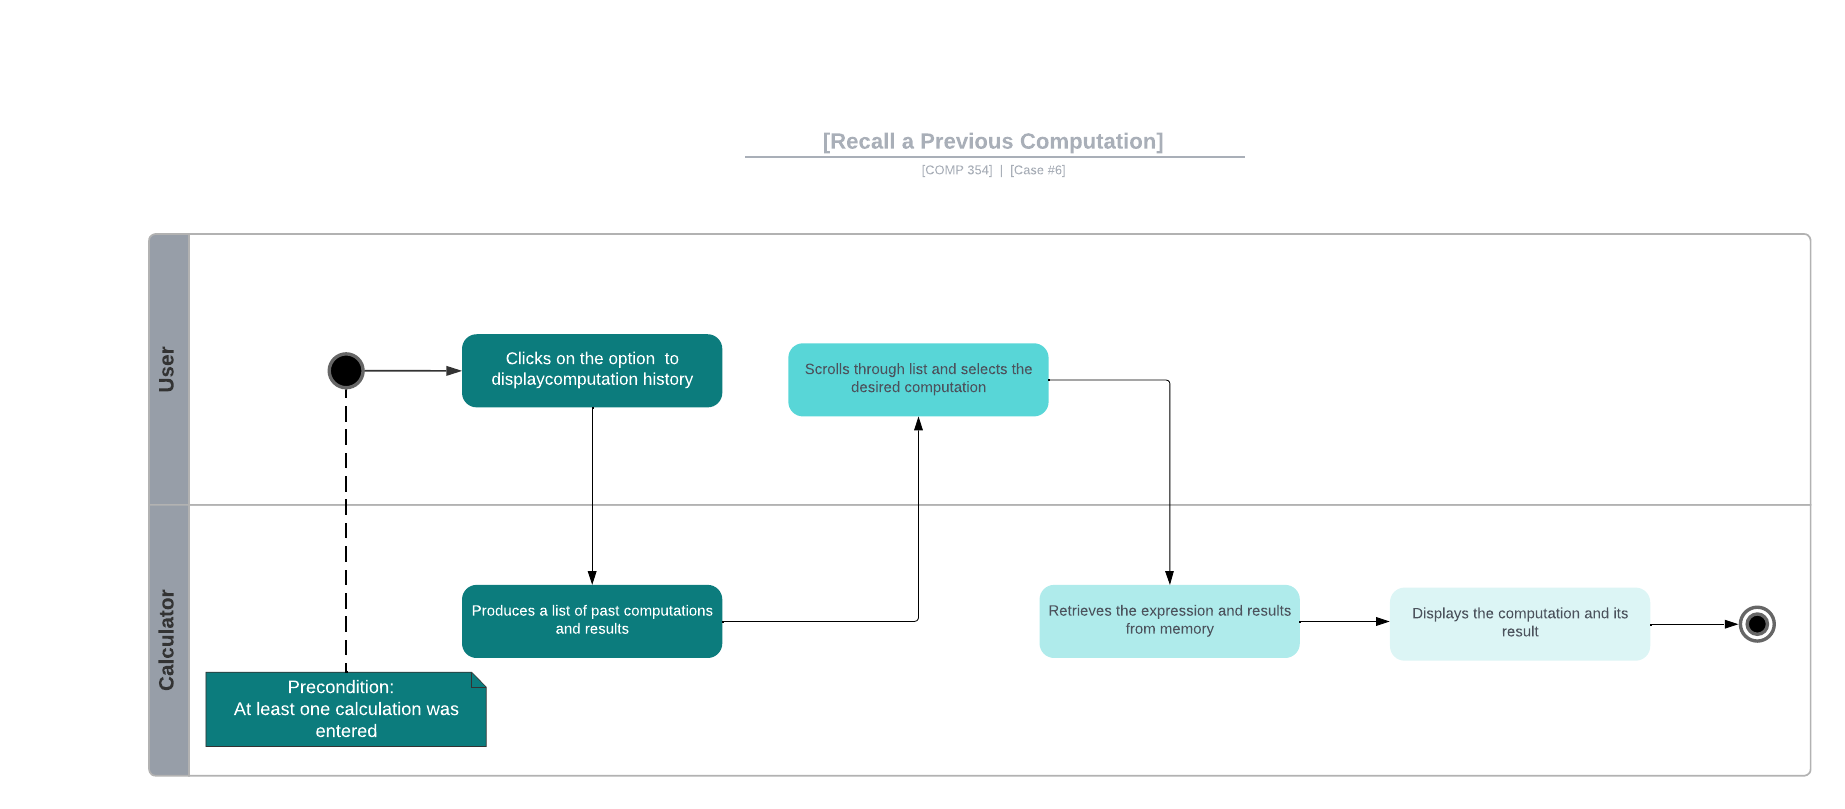 [Recall a Previous Computation]
[COMP 354] | [Case #6]
User
Clicks on the option to
displaycomputation history
Scrolls through list and selects the
desired computation
Calculator
Produces a list of past computations
and results
Retrieves the expression and results
from memory
Displays the computation and its
result
Precondition:
At least one calculation was
entered